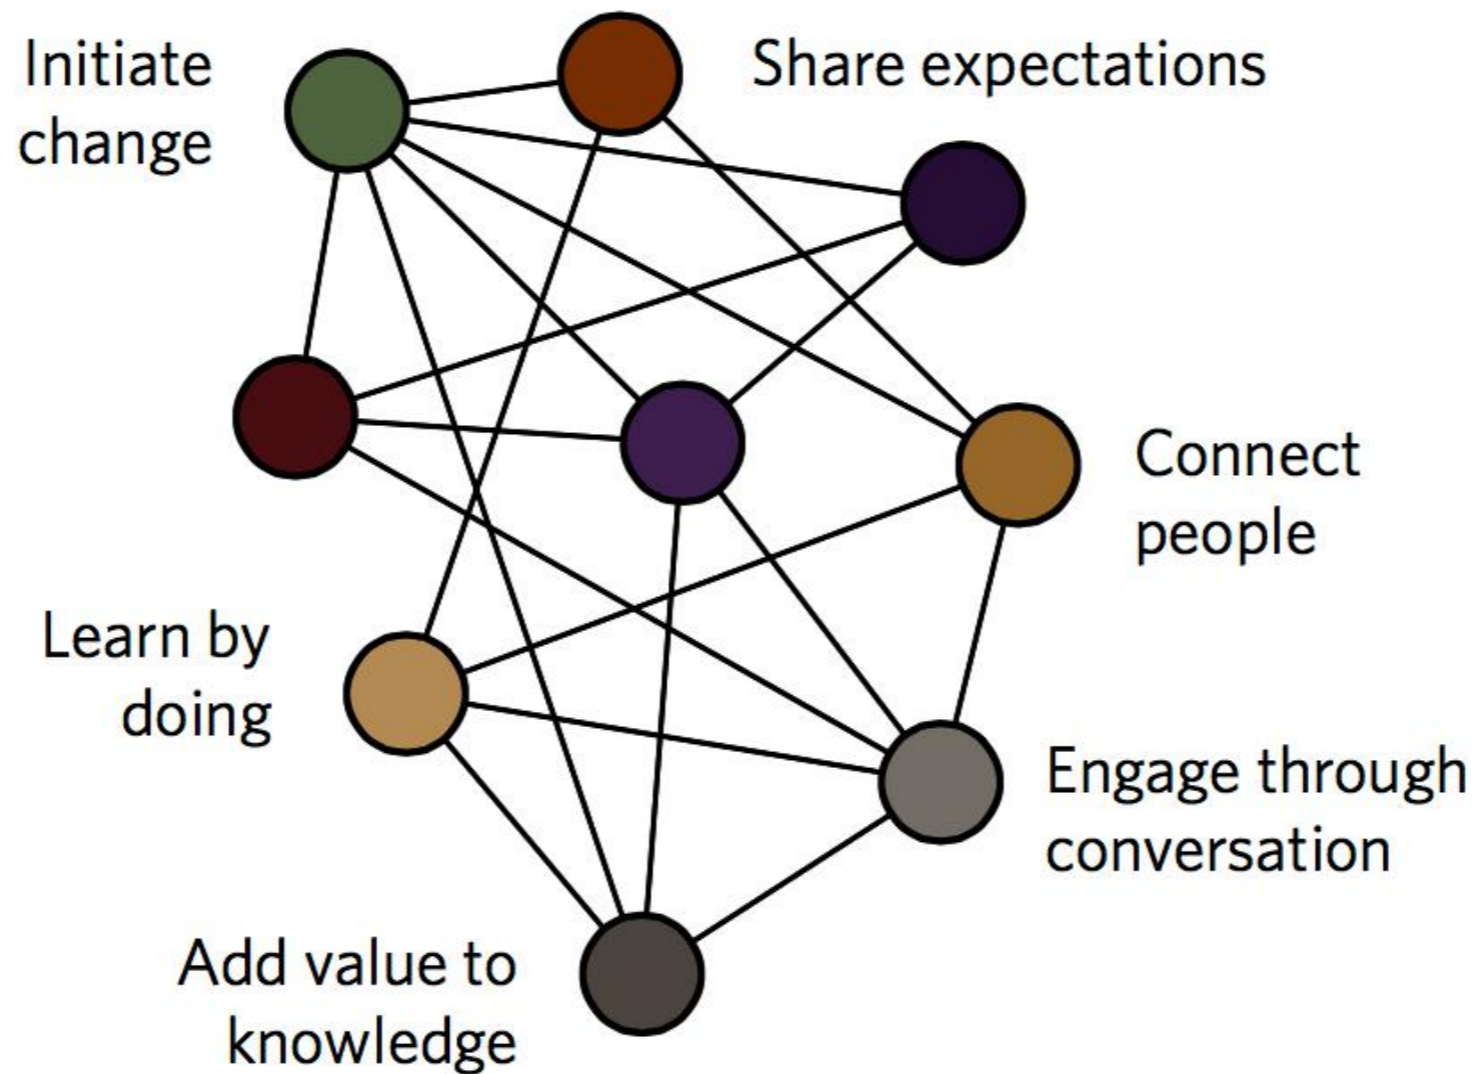 Initiate
change
Share expectations
Connect
people
Learn by
doing
Engage through
conversation
Add value to
knowledge